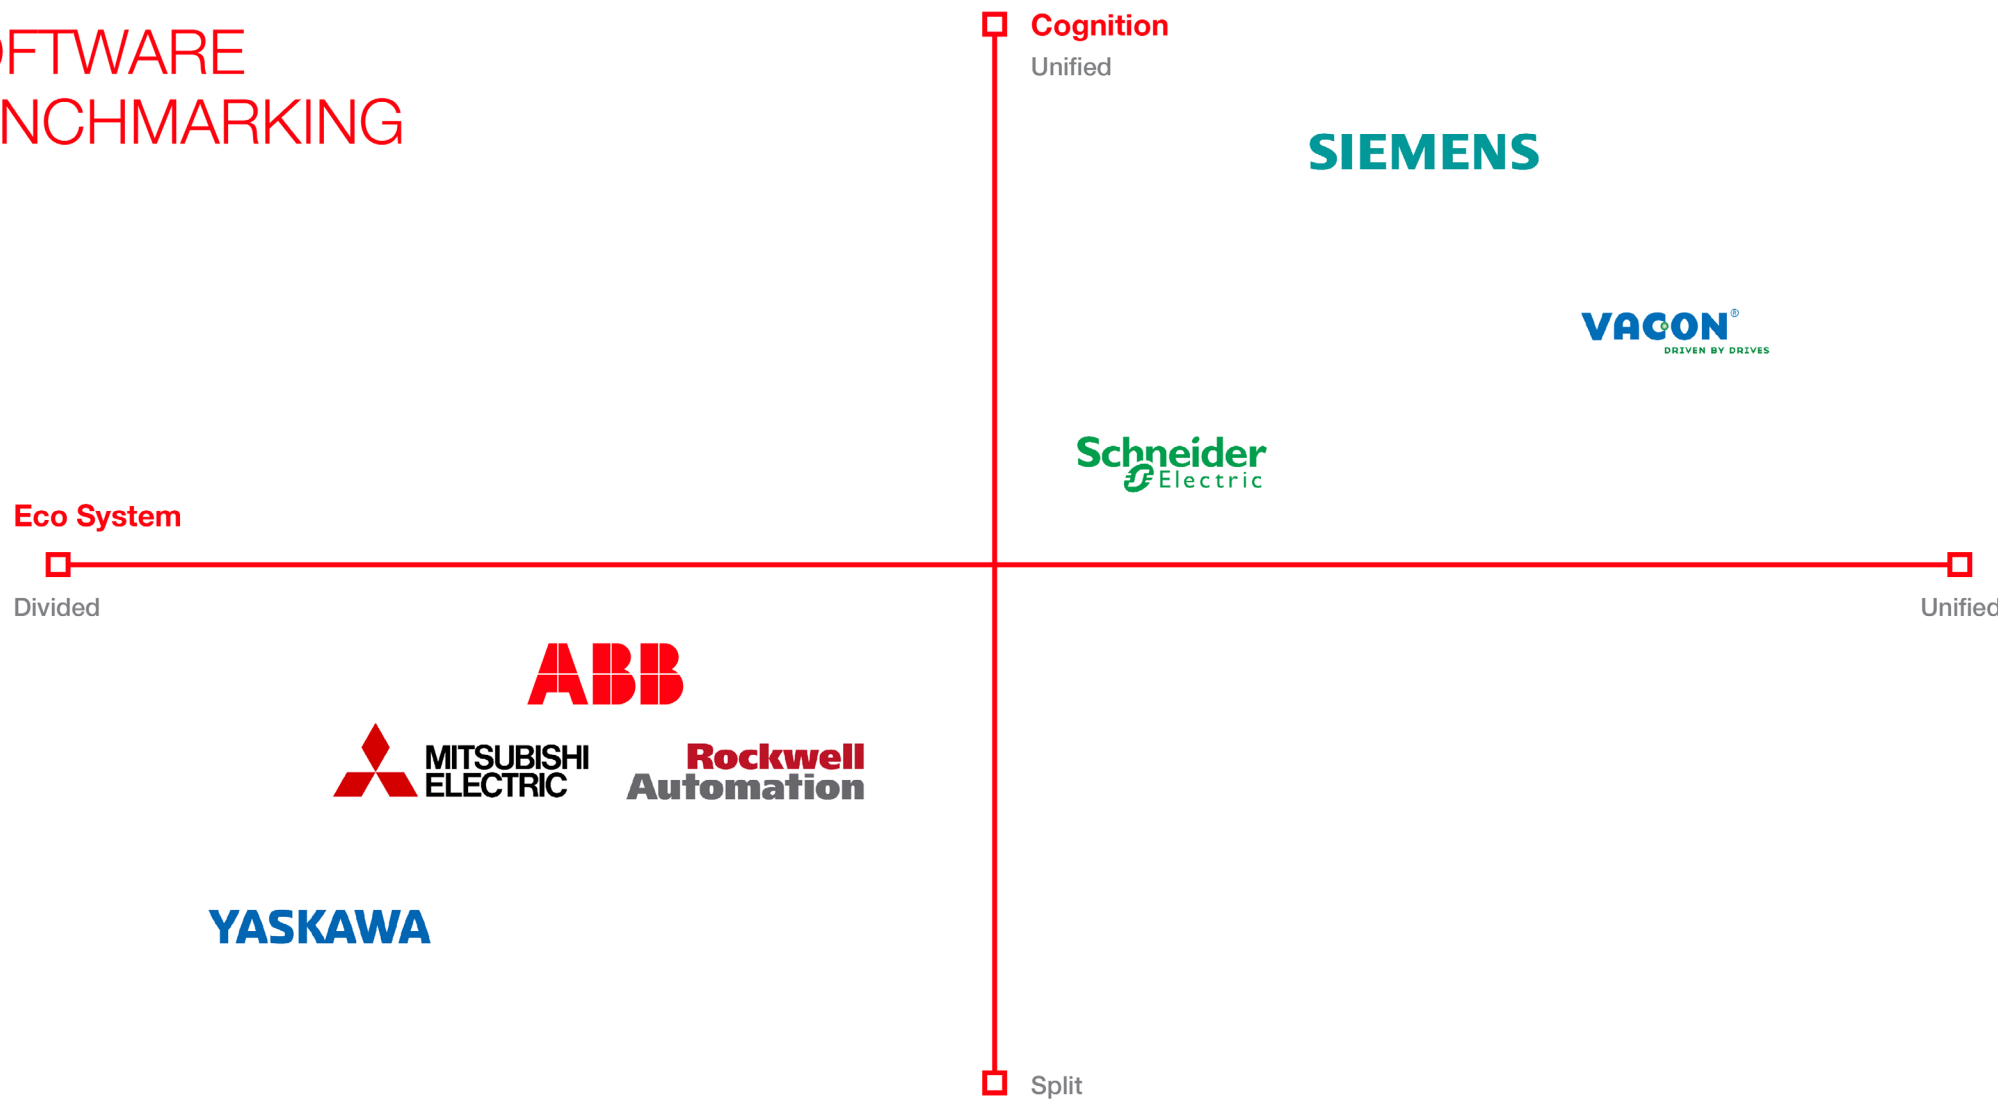 OFTWARE
NCHMARKING
Cognition
Unified
SIEMENS
VACON®
DRIVEN BY DRIVES
Schneider
Electric
Eco System
Divided
Unified
ABB
MITSUBISHI
ELECTRIC
Rockwell
Automation
YASKAWA
Split